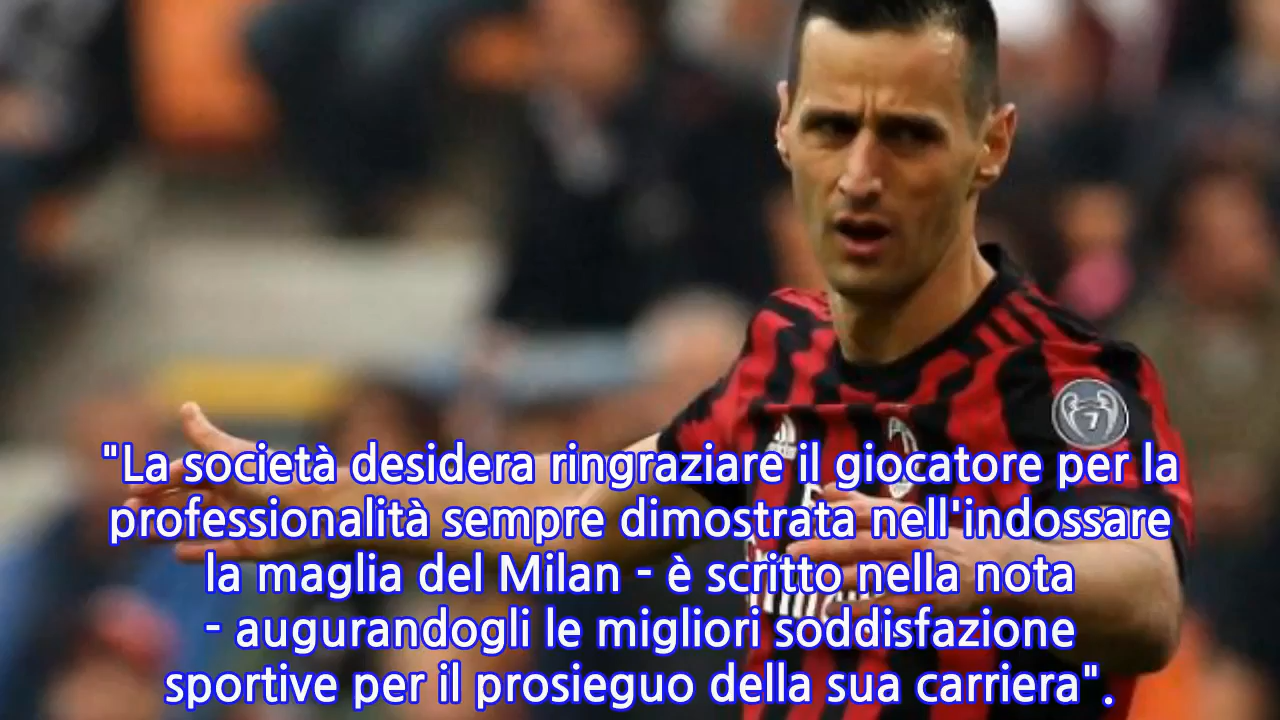 "La società desidera ringraziare il giocatore per la
professionalità sempre dimostrata nell'indossare
la maglia del Milan - è scritto nella nota
- augurandogli le migliori soddisfazione
sportive per il prosieguo della sua carriera".
7